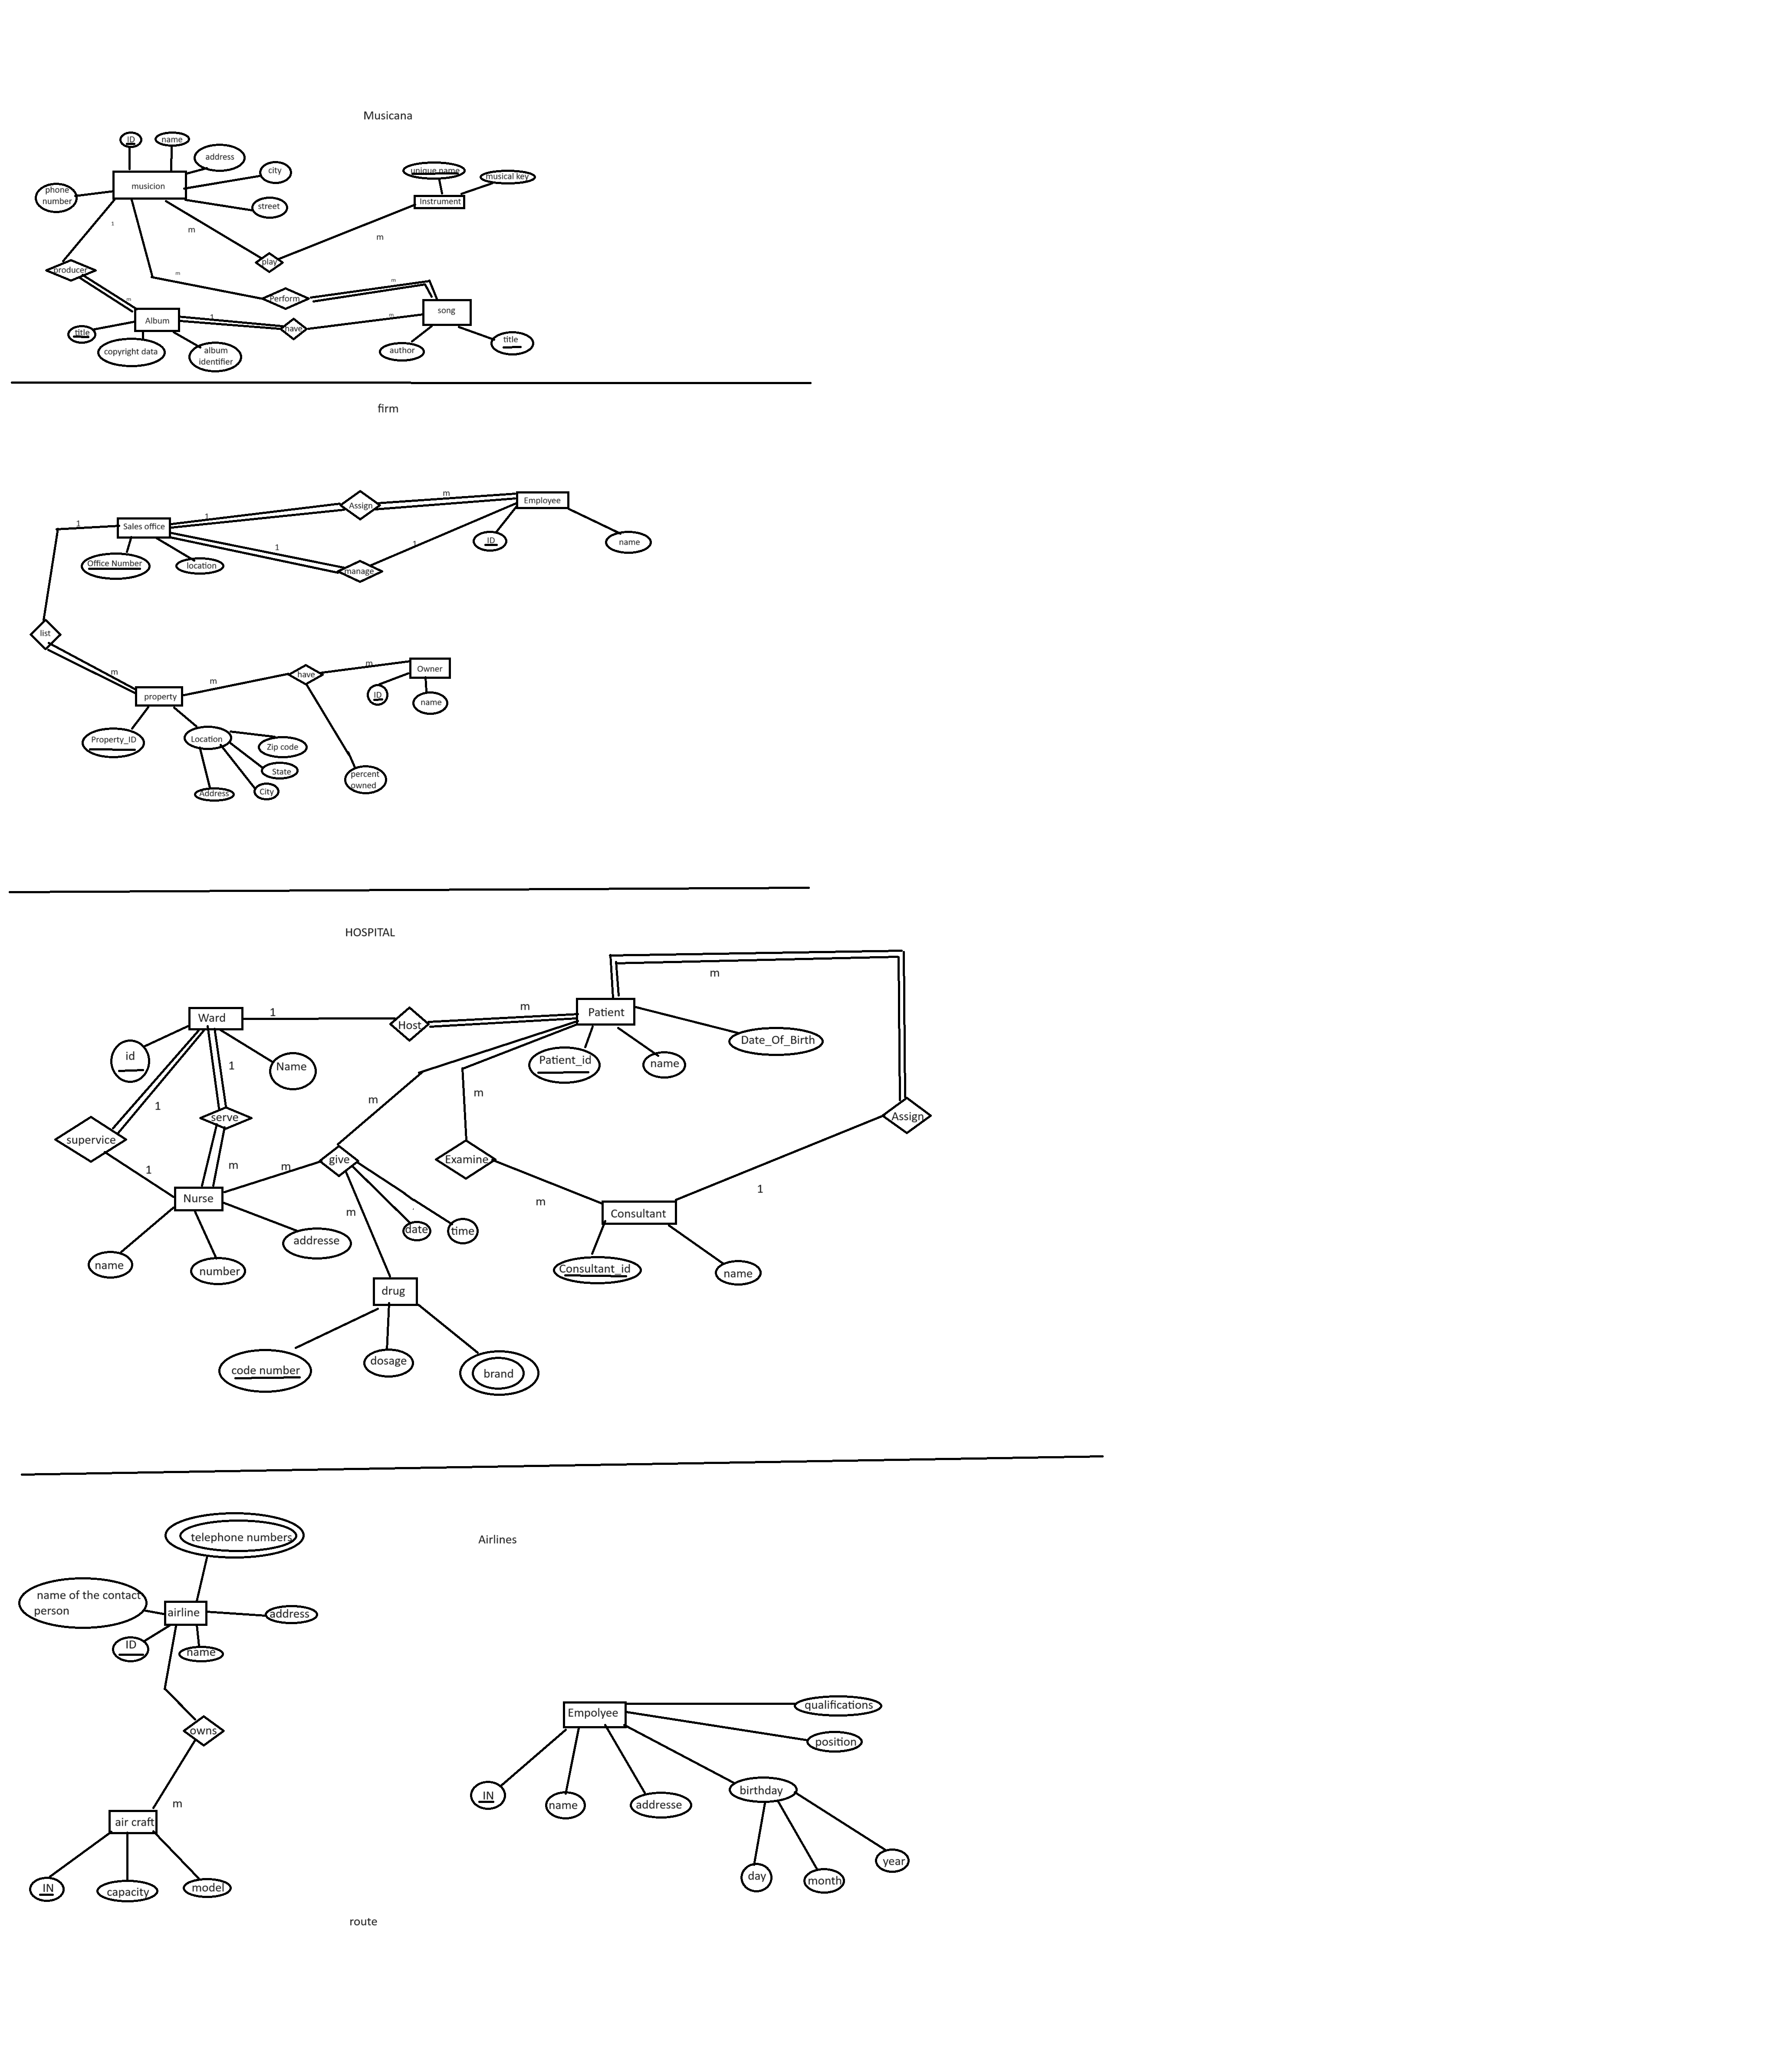 Musicana
ID
name
address
city
phone
number
musicion
street
unique name
musical key
Instrument
1
m
m
play
producer
m
m
Perform
m
Album
1
have
m
song
title
copyright data
album
identifier
author
title
firm
Assign
m
Employee
1
Sales office
1
1
1
ID
name
Office Number
location
manage
list
m
m
have
m
Owner
property
ID
name
Property_ID
Location
Zip code
State
Address
City
percent
owned
HOSPITAL
m
Ward
1
Host
m
Patient
id
Name
Patient_id
name
Date_Of_Birth
1
1
m
m
supervice
serve
Assign
1
m
m
give
Examine
Nurse
m
m
1
Consultant
name
number
addresse
date
time
Consultant_id
name
drug
code number
dosage
brand
telephone numbers
Airlines
name of the contact
person
airline
address
ID
name
owns
Empolyee
qualifications
position
IN
name
addresse
birthday
m
air craft
day
month
year
IN
capacity
model
route